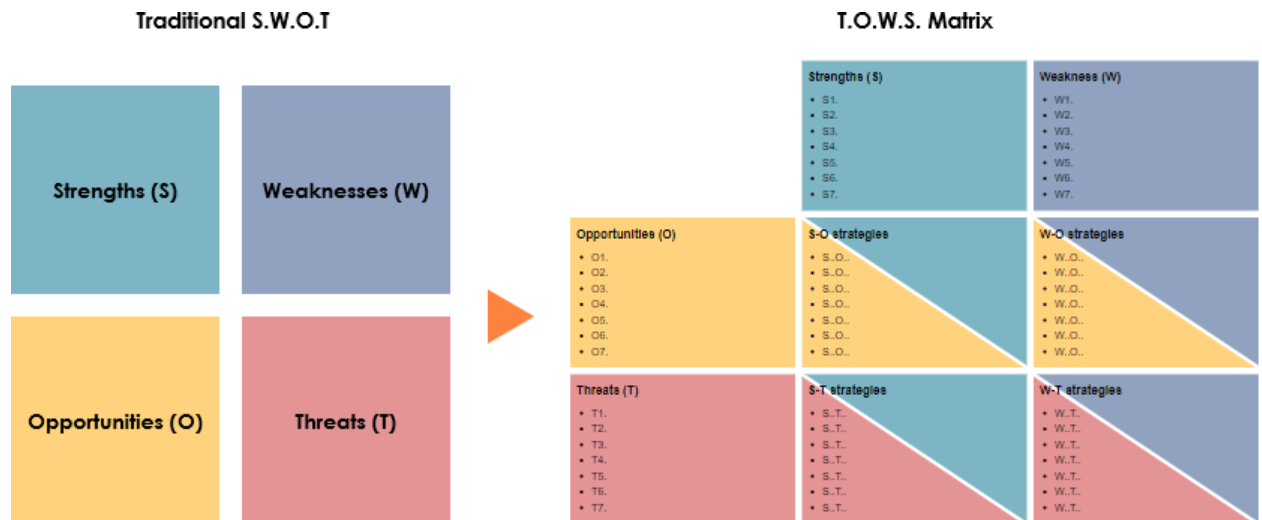 Traditional S.W.O.T
Strengths (S)
Weaknesses (W)
Opportunities (O)
Threats (T)
T.O.W.S. Matrix
Strengths (S)
• S1.
• S2.
• S3.
• S4.
• S5.
• S6.
• S7.
Weakness (W)
• W1.
• W2.
• W3.
• W4.
• W5.
• W6.
• W7.
Opportunities (O)
• O1.
• O2.
• O3.
• O4.
• O5.
• O6.
• O7.
S-O strategies
• S..O..
• S..O..
• S..O..
• S..O..
• S..O..
• S..O..
• S..O..
W-O strategies
• W..O..
• W..O..
• W..O..
• W..O..
• W..O..
• W..O..
• W..O..
Threats (T)
• T1.
• T2.
• T3.
• T4.
• T5.
• T6.
• T7.
S-T strategies
• S..T..
• S..T..
• S..T..
• S..T..
• S..T..
• S..T..
• S..T..
W-T strategies
• W..T..
• W..T..
• W..T..
• W..T..
• W..T..
• W..T..
• W..T..